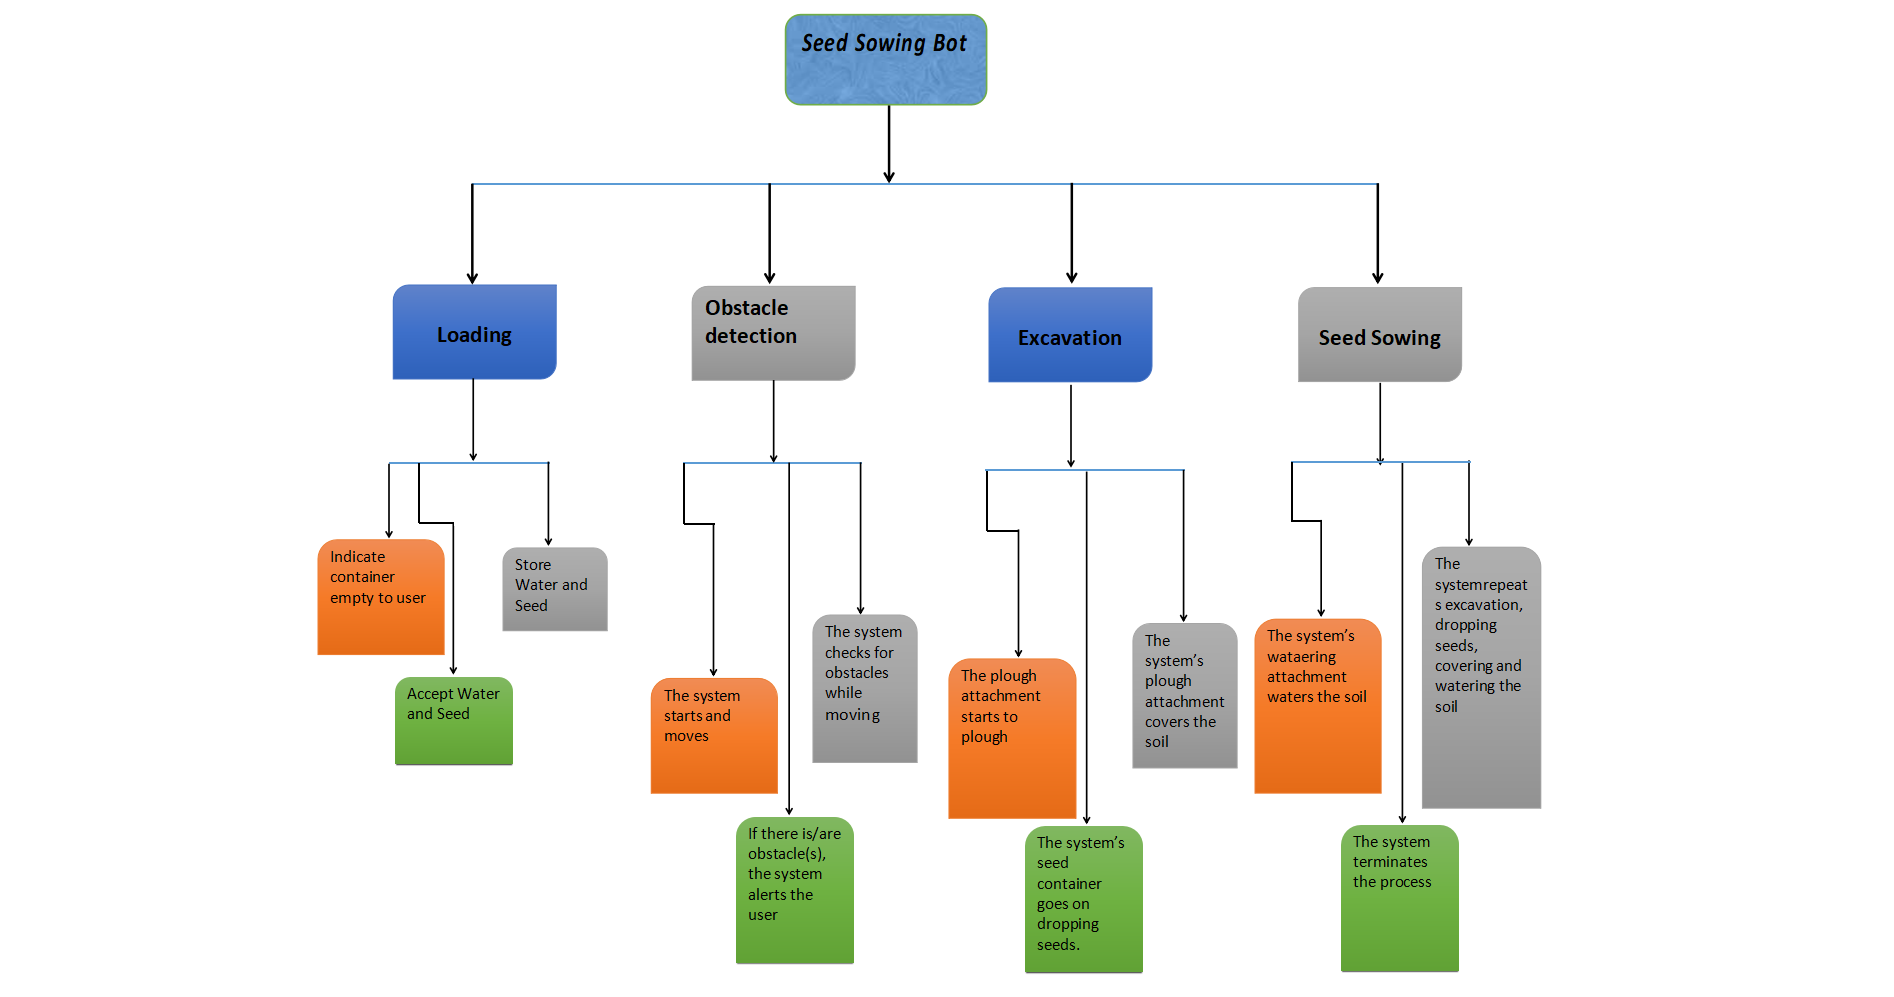 Seed Sowing Bot
Loading
Obstacle
detection
Excavation
Seed Sowing
Indicate
container
empty to user
Accept Water
and Seed
Store
Water and
Seed
The system
starts and
moves
If there is/are
obstacle(s),
the system
alerts the
user
The system
checks for
obstacles
while
moving
The plough
attachment
starts to
plough
The system’s
seed
container
goes on
dropping
seeds.
The
system’s
plough
attachment
covers the
soil
The system’s
wataering
attachment
waters the soil
The system
terminates
the process
The
systemrepeat
s excavation,
dropping
seeds,
covering and
watering the
soil